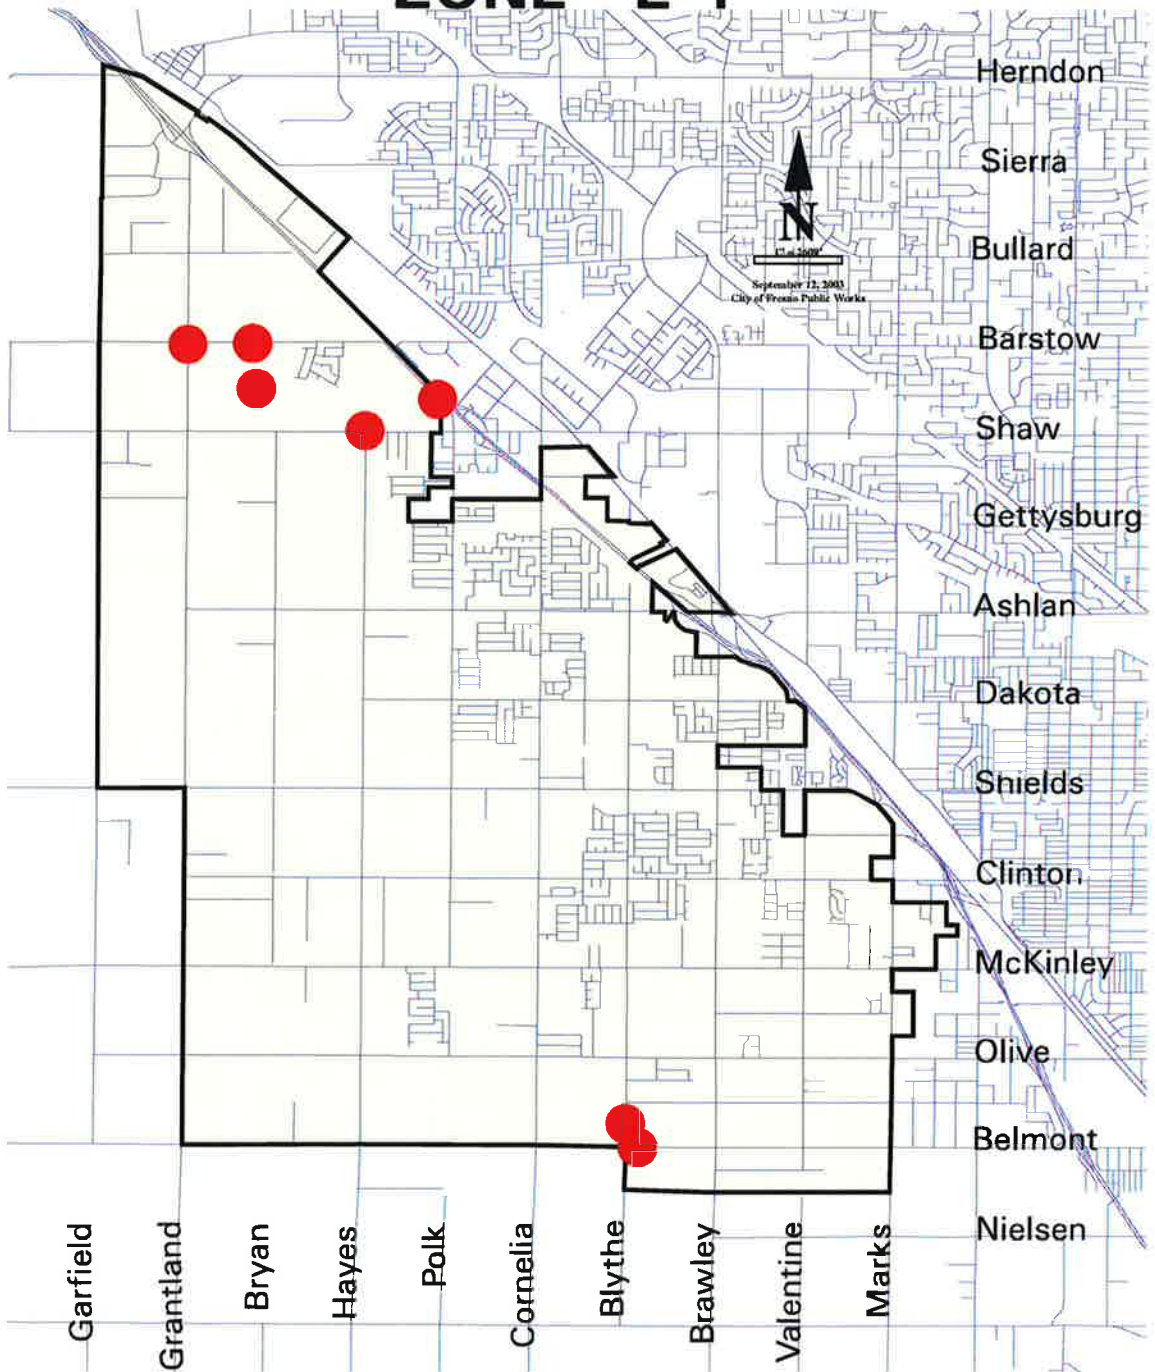 Herndon
Sierra
N
Bullard
September 12, 2003
City of Fresno Public Works
Barstow
Shaw
Gettysburg
Ashlan
Dakota
Shields
Clinton
McKinley
Olive
Belmont
Nielsen
Garfield
Grantland
Bryan
Hayes
Polk
Cornelia
Blythe
Brawley
Valentine
Marks